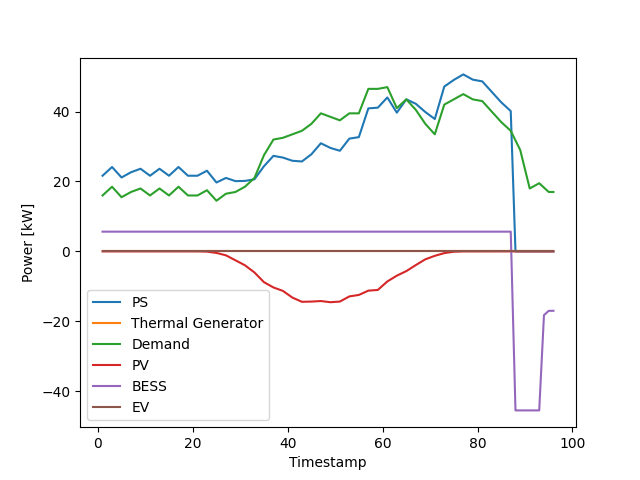 Power [kW]
40
20
0
−20
−40
PS
Thermal Generator
Demand
PV
BESS
EV
0
20
40
60
80
100
Timestamp